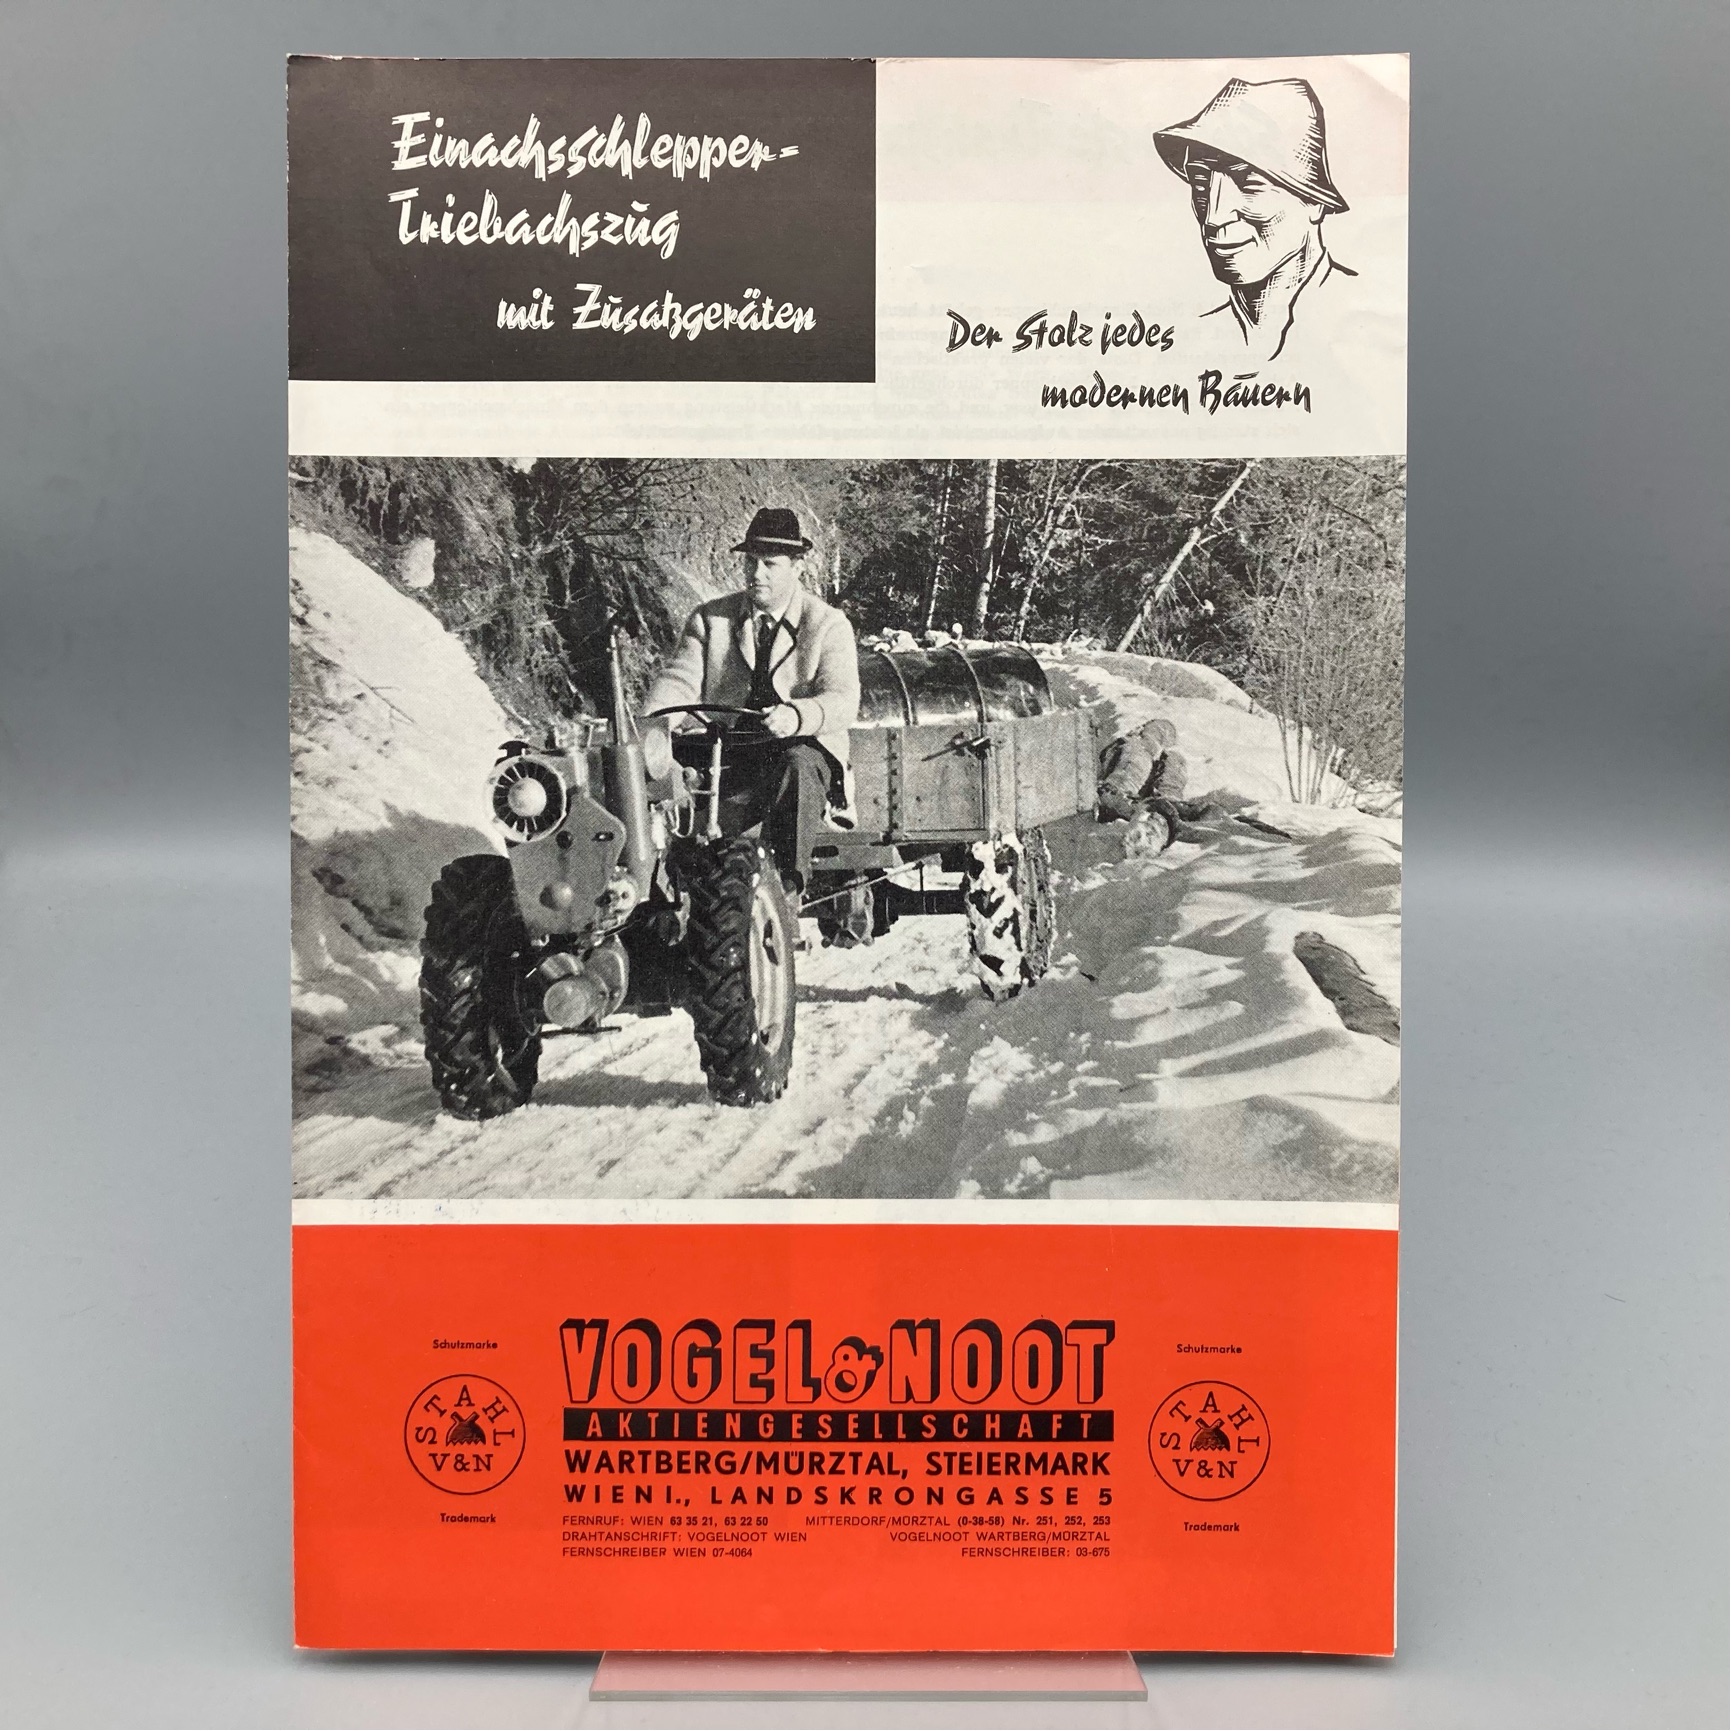 Einachsschlepper-
Triebachszug
mit Zusatzgeräten
Der Stolz jedes
modernen Bauern
VOGEL & NOOT
AKTIENGESELLSCHAFT
WARTBERG/MÜRZTAL, STEIERMARK
WIEN I., LANDSKRONGASSE 5
FERNRUF: WIEN 63 35 21, 63 22 50 MITTERDORF/MÜRZTAL (0-38-58) Nr. 251, 252, 253
DRAHTANSCHRIFT: VOGELNOOT WIEN VOGELNOOT WARTBERG/MÜRZTAL
FERNSCHREIBER WIEN 07-4064 FERNSCHREIBER: 03-675
Schutzmarke
STAHL
V&N
Trademark
Schutzmarke
STAHL
V&N
Trademark